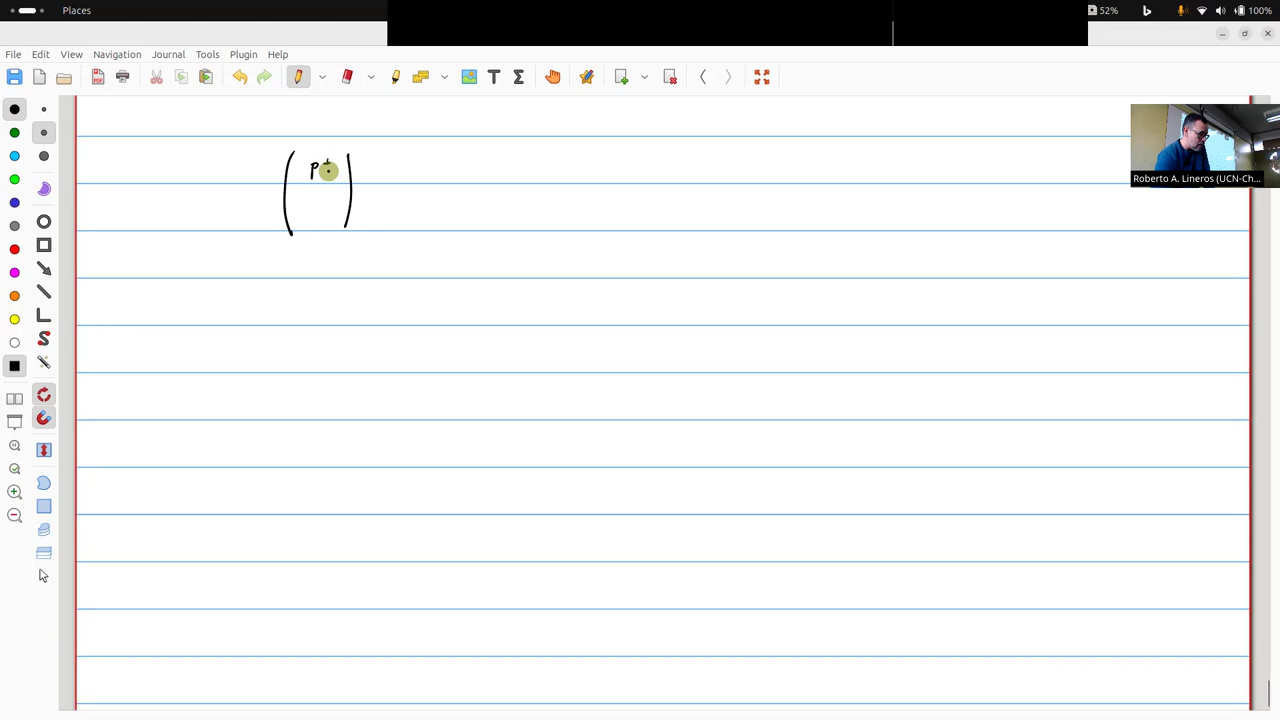 Places
52%
100%
File Edit View Navigation Journal Tools Plugin Help
Roberto A. Lineros (UCN-Ch...
p